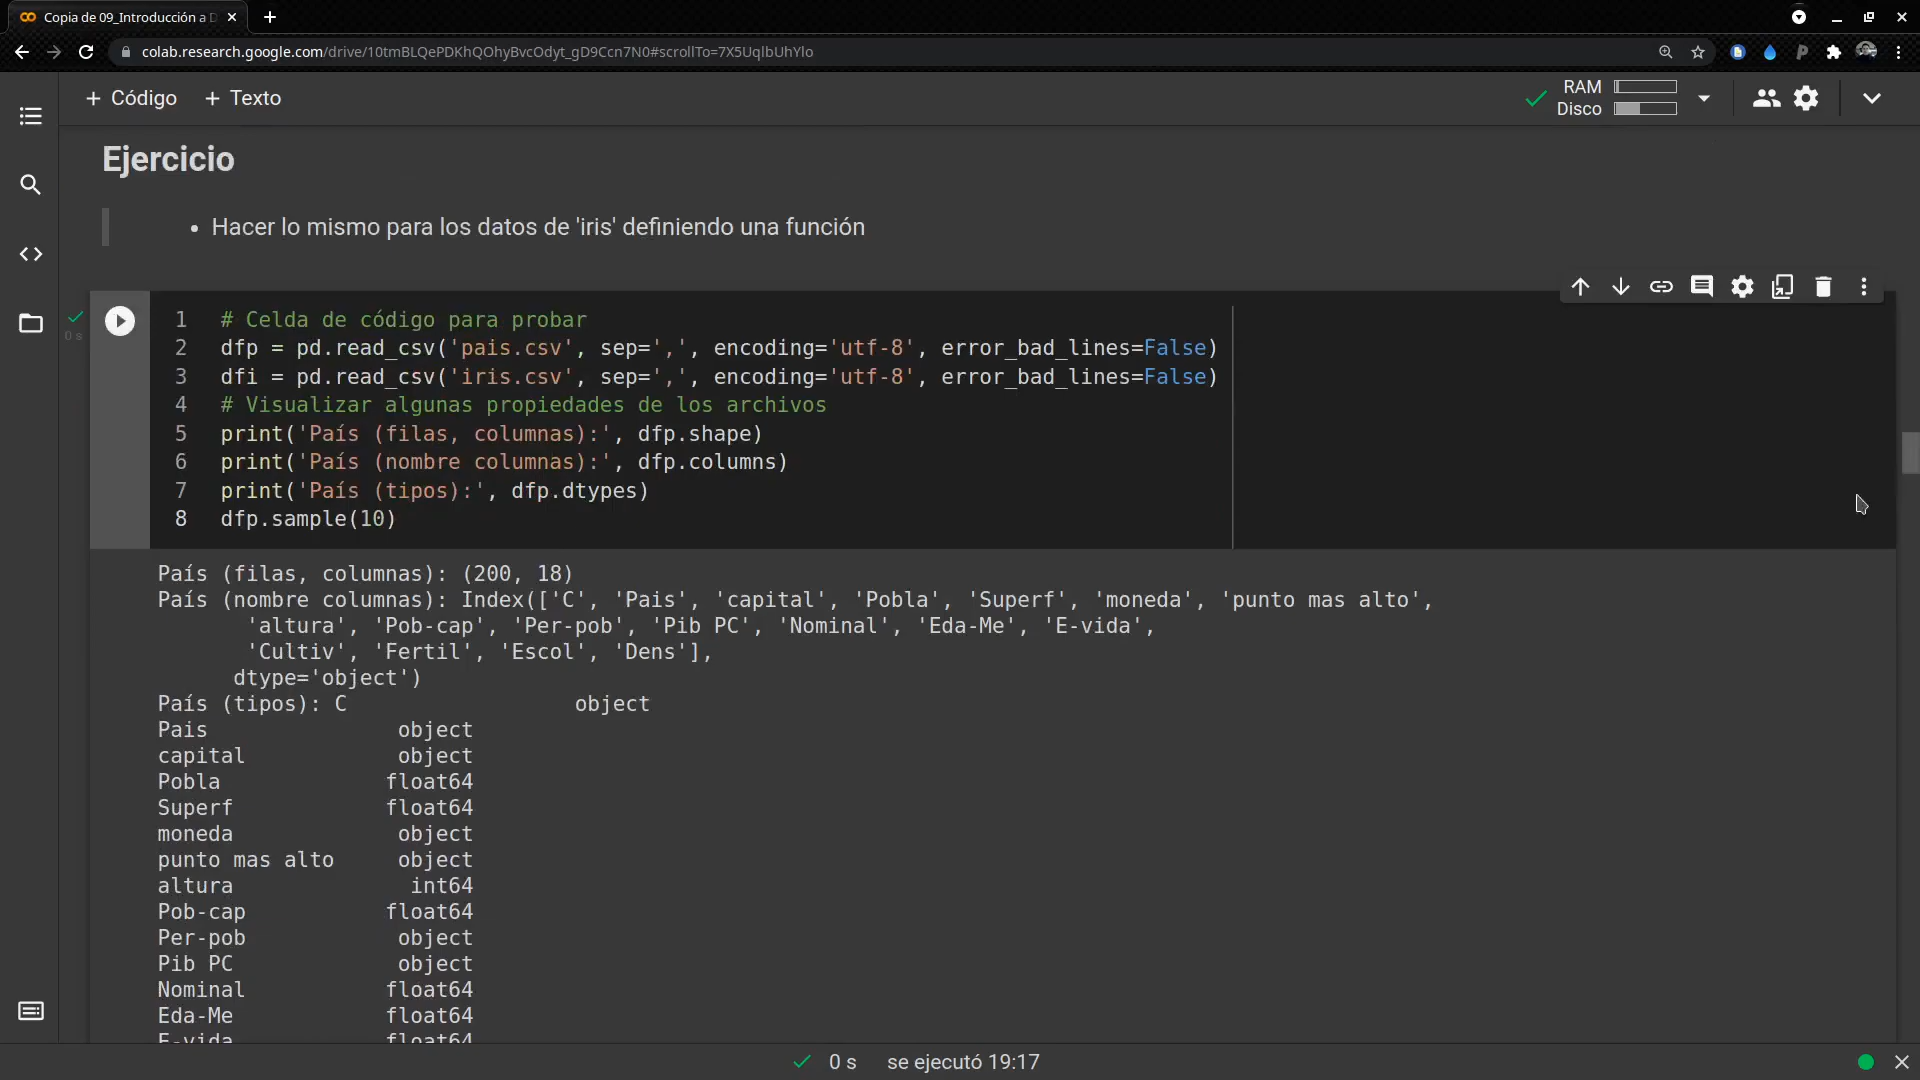 Copia de 09_Introducción a D
colab.research.google.com/drive/10tmBLQePDKhQOhyBvcOdyt_gD9Ccn7N0#scrollTo=7X5UqlbUhYlo
+ Código + Texto
RAM
Disco
Ejercicio
• Hacer lo mismo para los datos de 'iris' definiendo una función
0 s
1 # Celda de código para probar
2 dfp = pd.read_csv('pais.csv', sep=',', encoding='utf-8', error_bad_lines=False)
3 dfi = pd.read_csv('iris.csv', sep=',', encoding='utf-8', error_bad_lines=False)
4 # Visualizar algunas propiedades de los archivos
5 print('País (filas, columnas):', dfp.shape)
6 print('País (nombre columnas):', dfp.columns)
7 print('País (tipos):', dfp.dtypes)
8 dfp.sample(10)
País (filas, columnas): (200, 18)
País (nombre columnas): Index(['C', 'Pais', 'capital', 'Pobla', 'Superf', 'moneda', 'punto mas alto',
'altura', 'Pob-cap', 'Per-pob', 'Pib PC', 'Nominal', 'Eda-Me', 'E-vida',
'Cultiv', 'Fertil', 'Escol', 'Dens'],
dtype='object')
País (tipos): C object
Pais object
capital object
Pobla float64
Superf float64
moneda object
punto mas alto object
altura int64
Pob-cap float64
Per-pob object
Pib PC object
Nominal float64
Eda-Me float64
E-vida float64
0 s se ejecutó 19:17